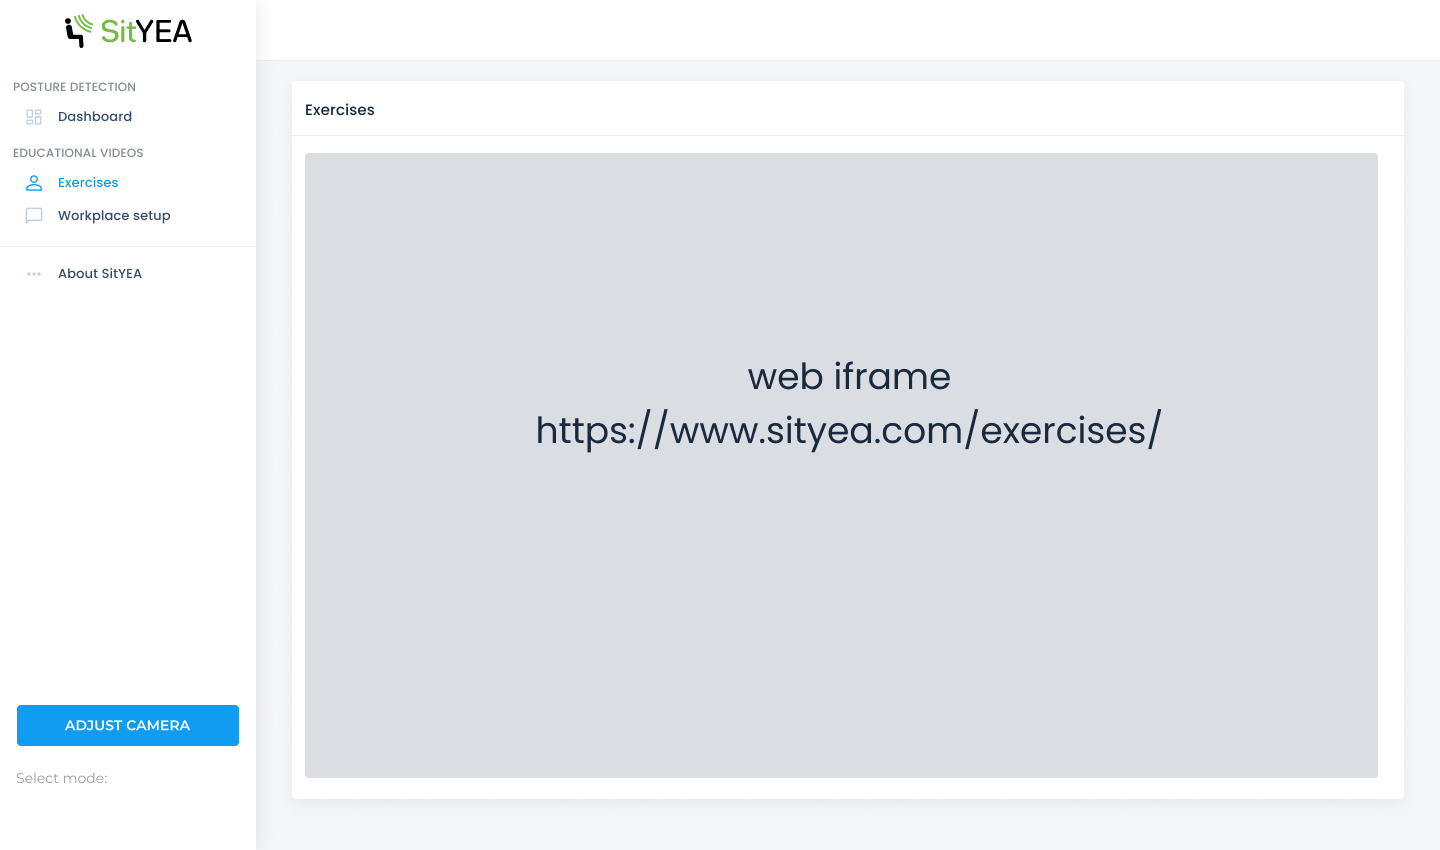 SitYEA
POSTURE DETECTION
Dashboard
EDUCATIONAL VIDEOS
Exercises
Workplace setup
About SitYEA
ADJUST CAMERA
Select mode:
Exercises
web iframe
https://www.sityea.com/exercises/